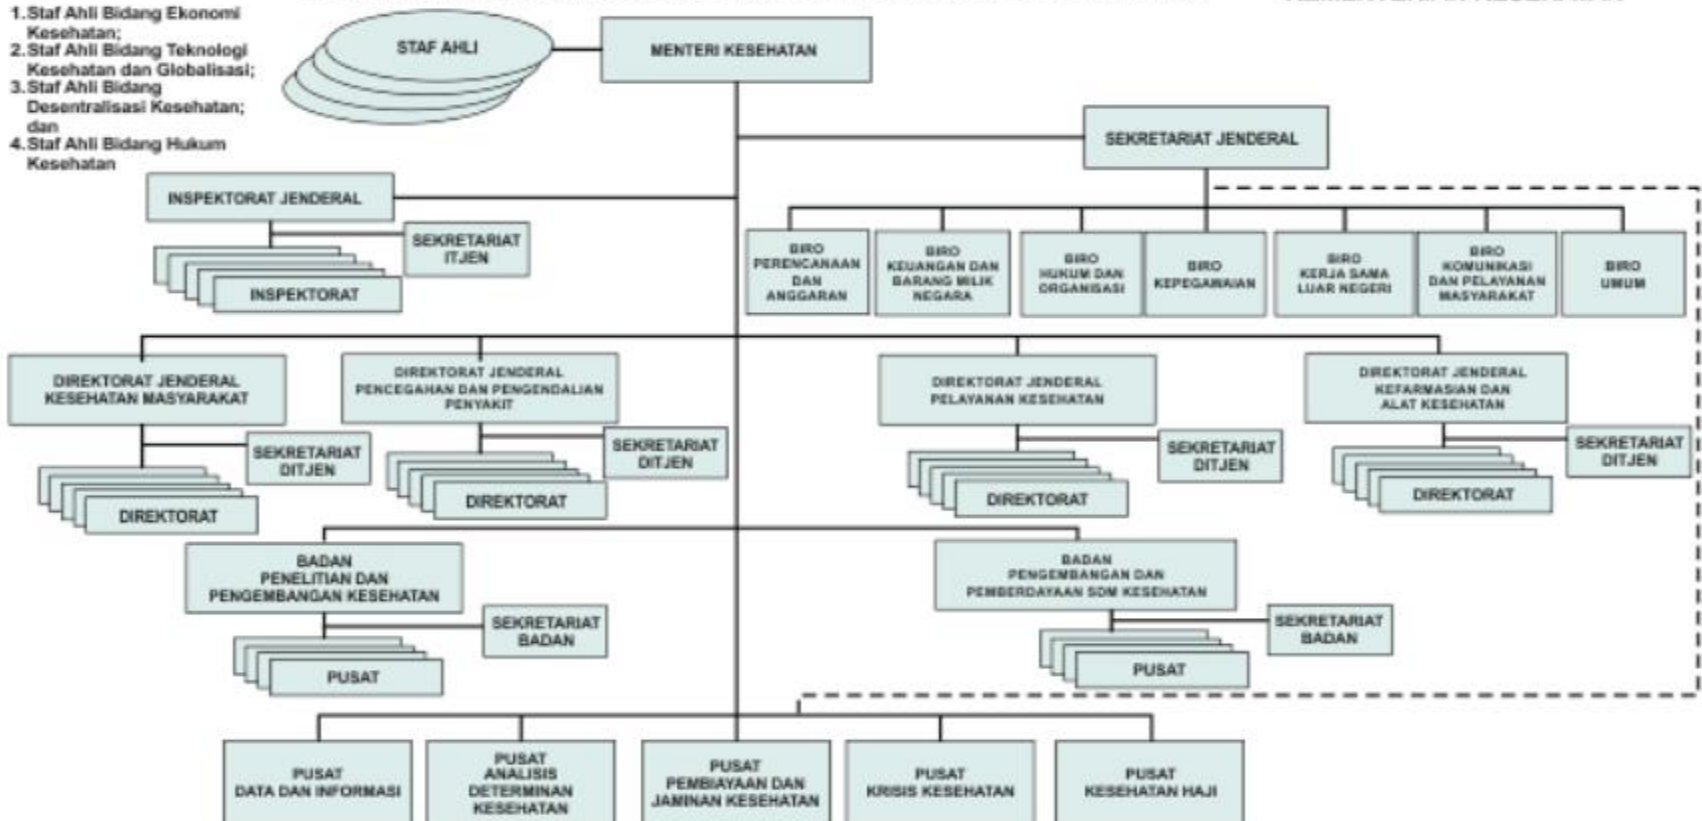 1.Staf Ahli Bidang Ekonomi
Kesehatan;
2.Staf Ahli Bidang Teknologi
Kesehatan dan Globalisasi;
3.Staf Ahli Bidang
Desentralisasi Kesehatan;
dan
4.Staf Ahli Bidang Hukum
Kesehatan
STAF AHLI
MENTERI KESEHATAN
SEKRETARIAT JENDERAL
INSPEKTORAT JENDERAL
SEKRETARIAT
ITJEN
INSPEKTORAT
BIRO
PERENCANAAN
DAN
ANGGARAN
BIRO
KEUANGAN DAN
BARANG MILIK
NEGARA
BIRO
HUKUM DAN
ORGANISASI
BIRO
KEPEGAWAIAN
BIRO
KERJA SAMA
LUAR NEGERI
BIRO
KOMUNIKASI
DAN PELAYANAN
MASYARAKAT
BIRO
UMUM
DIREKTORAT JENDERAL
KESEHATAN MASYARAKAT
SEKRETARIAT
DITJEN
DIREKTORAT
DIREKTORAT JENDERAL
PENCEGAHAN DAN PENGENDALIAN
PENYAKIT
SEKRETARIAT
DITJEN
DIREKTORAT
DIREKTORAT JENDERAL
PELAYANAN KESEHATAN
SEKRETARIAT
DITJEN
DIREKTORAT
DIREKTORAT JENDERAL
KEFARMASIAN DAN
ALAT KESEHATAN
SEKRETARIAT
DITJEN
DIREKTORAT
BADAN
PENELITIAN DAN
PENGEMBANGAN KESEHATAN
SEKRETARIAT
BADAN
PUSAT
BADAN
PENGEMBANGAN DAN
PEMBERDAYAAN SDM KESEHATAN
SEKRETARIAT
BADAN
PUSAT
PUSAT
DATA DAN INFORMASI
PUSAT
ANALISIS
DETERMINAN
KESEHATAN
PUSAT
PEMBIAYAAN DAN
JAMINAN KESEHATAN
PUSAT
KRISIS KESEHATAN
PUSAT
KESEHATAN HAJI